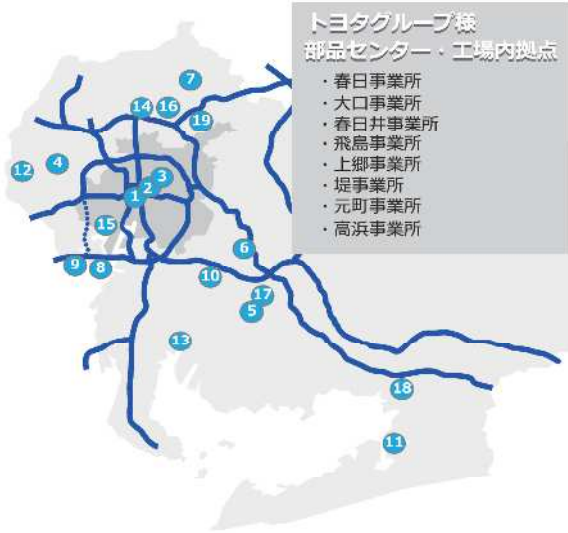 トヨタグループ様
部品センター・工場内拠点
・春日事業所
・大口事業所
・春日井事業所
・飛島事業所
・上郷事業所
・堤事業所
・元町事業所
・高浜事業所
7
14 16
19
12 4
3
2
1
15
6
9 8
10
17
5
13
18
11